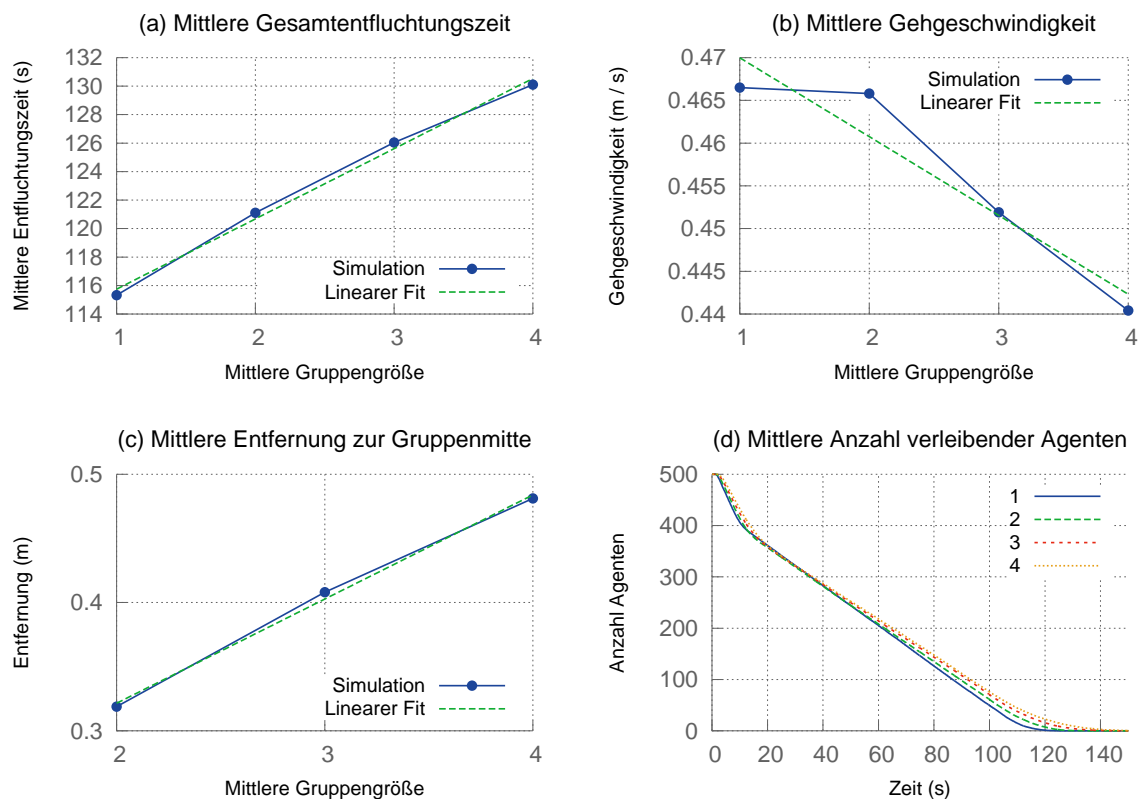 (a) Mittlere Gesamtentfluchtungszeit
Mittlere Entfluchtungszeit (s)
132
130
128
126
124
122
120
118
116
114
Simulation
Linearer Fit
1 2 3 4
Mittlere Gruppengröße
(b) Mittlere Gehgeschwindigkeit
Gehgeschwindigkeit (m / s)
0.47
0.465
0.46
0.455
0.45
0.445
0.44
Simulation
Linearer Fit
1 2 3 4
Mittlere Gruppengröße
(c) Mittlere Entfernung zur Gruppenmitte
Entfernung (m)
0.5
0.4
0.3
Simulation
Linearer Fit
2 3 4
Mittlere Gruppengröße
(d) Mittlere Anzahl verleibender Agenten
Anzahl Agenten
500
400
300
200
100
0
1
2
3
4
0 20 40 60 80 100 120 140
Zeit (s)